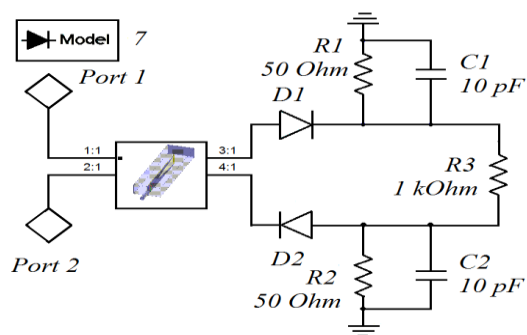 Model 7
Port 1
R1
50 Ohm
C1
10 pF
D1
1:1
2:1
3:1
4:1
R3
1 kOhm
Port 2
D2
R2
50 Ohm
C2
10 pF